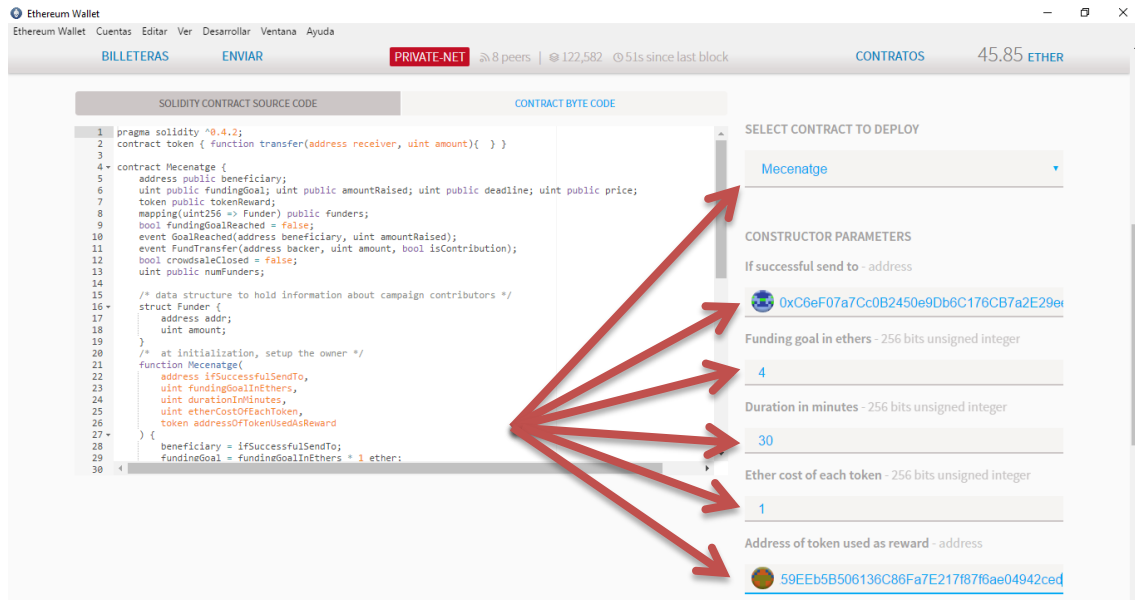 Ethereum Wallet
Ethereum Wallet Cuentas Editar Ver Desarrollar Ventana Ayuda
BILLETERAS ENVIAR PRIVATE-NET 8 peers | 122,582 51s since last block CONTRATOS 45.85 ETHER
SOLIDITY CONTRACT SOURCE CODE CONTRACT BYTE CODE
1 pragma solidity ^0.4.2;
2 contract token { function transfer(address receiver, uint amount){  } }
3
4 contract Mecenatge {
5     address public beneficiary;
6     uint public fundingGoal; uint public amountRaised; uint public deadline; uint public price;
7     token public tokenReward;
8     mapping(uint256 => Funder) public funders;
9     bool fundingGoalReached = false;
10     event GoalReached(address beneficiary, uint amountRaised);
11     event FundTransfer(address backer, uint amount, bool isContribution);
12     bool crowdsaleClosed = false;
13     uint public numFunders;
14
15     /* data structure to hold information about campaign contributors */
16     struct Funder {
17         address addr;
18         uint amount;
19     }
20     /*  at initialization, setup the owner */
21     function Mecenatge(
22         address ifSuccessfulSendTo,
23         uint fundingGoalInEthers,
24         uint durationInMinutes,
25         uint etherCostOfEachToken,
26         token addressOfTokenUsedAsReward
27     ) {
28         beneficiary = ifSuccessfulSendTo;
29         fundingGoal = fundingGoalInEthers * 1 ether;
30
SELECT CONTRACT TO DEPLOY
Mecenatge
CONSTRUCTOR PARAMETERS
If successful send to - address
0xC6eF07a7Cc0B2450e9Db6C176CB7a2E29ee
Funding goal in ethers - 256 bits unsigned integer
4
Duration in minutes - 256 bits unsigned integer
30
Ether cost of each token - 256 bits unsigned integer
1
Address of token used as reward - address
59EEb5B506136C86Fa7E217f87f6ae04942ced